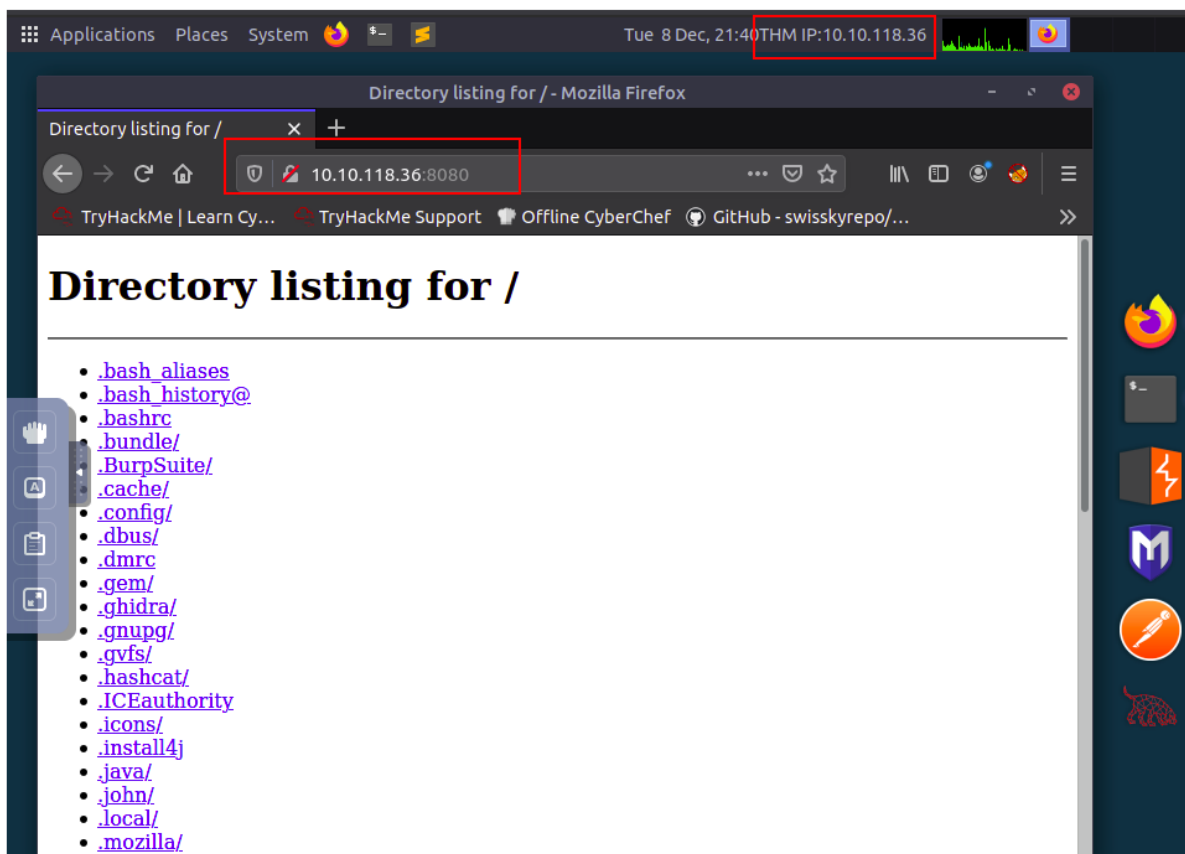 Applications Places System Tue 8 Dec, 21:40 THM IP:10.10.118.36
Directory listing for / - Mozilla Firefox
Directory listing for /
10.10.118.36:8080
TryHackMe | Learn Cy... TryHackMe Support Offline CyberChef GitHub - swisskyrepo/...
Directory listing for /
.bash_aliases
.bash_history@
.bashrc
.bundle/
.BurpSuite/
.cache/
.config/
.dbus/
.dmrc
.gem/
.ghidra/
.gnupg/
.gvfs/
.hashcat/
.ICEauthority
.icons/
.install4j
.java/
.john/
.local/
.mozilla/